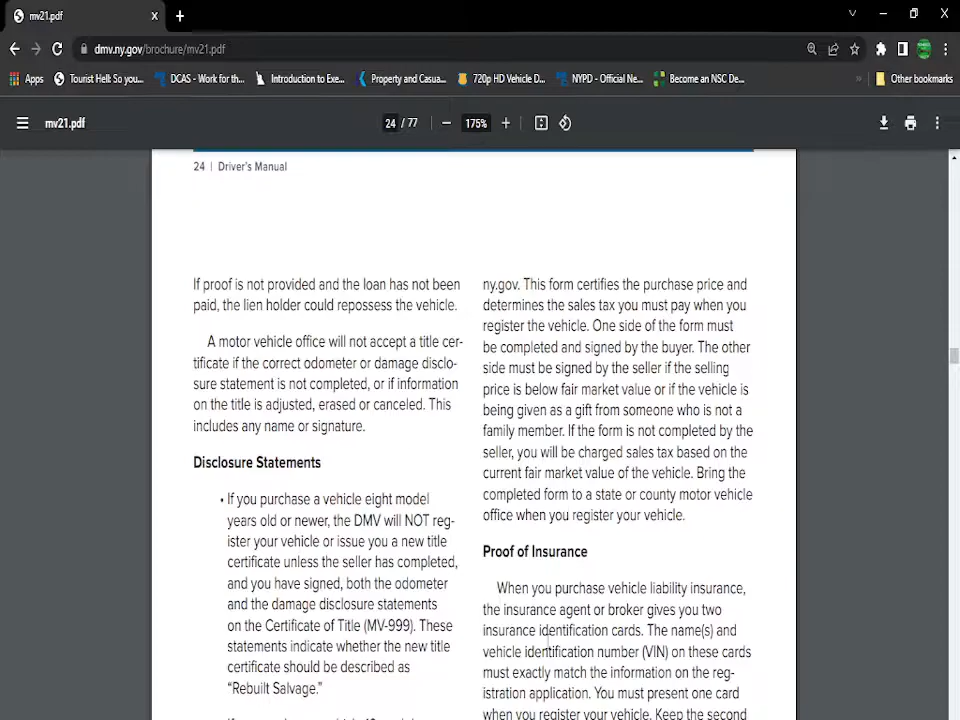 mv21.pdf
dmv.ny.gov/brochure/mv21.pdf
Apps
Tourist Help: So you...
DCAS - Work for th...
Introduction to Exe...
Property and Casua...
720p HD Vehicle D...
NYPD - Official Ne...
Become an NSC De...
»
Other bookmarks
mv21.pdf
24 / 77
175%
24 | Driver's Manual
If proof is not provided and the loan has not been
paid, the lien holder could repossess the vehicle.
A motor vehicle office will not accept a title cer-
tificate if the correct odometer or damage disclo-
sure statement is not completed, or if information
on the title is adjusted, erased or canceled. This
includes any name or signature.
Disclosure Statements
• If you purchase a vehicle eight model
years old or newer, the DMV will NOT reg-
ister your vehicle or issue you a new title
certificate unless the seller has completed,
and you have signed, both the odometer
and the damage disclosure statements
on the Certificate of Title (MV-999). These
statements indicate whether the new title
certificate should be described as
“Rebuilt Salvage.”
ny.gov. This form certifies the purchase price and
determines the sales tax you must pay when you
register the vehicle. One side of the form must
be completed and signed by the buyer. The other
side must be signed by the seller if the selling
price is below fair market value or if the vehicle is
being given as a gift from someone who is not a
family member. If the form is not completed by the
seller, you will be charged sales tax based on the
current fair market value of the vehicle. Bring the
completed form to a state or county motor vehicle
office when you register your vehicle.
Proof of Insurance
When you purchase vehicle liability insurance,
the insurance agent or broker gives you two
insurance identification cards. The name(s) and
vehicle identification number (VIN) on these cards
must exactly match the information on the reg-
istration application. You must present one card
when you register your vehicle. Keep the second